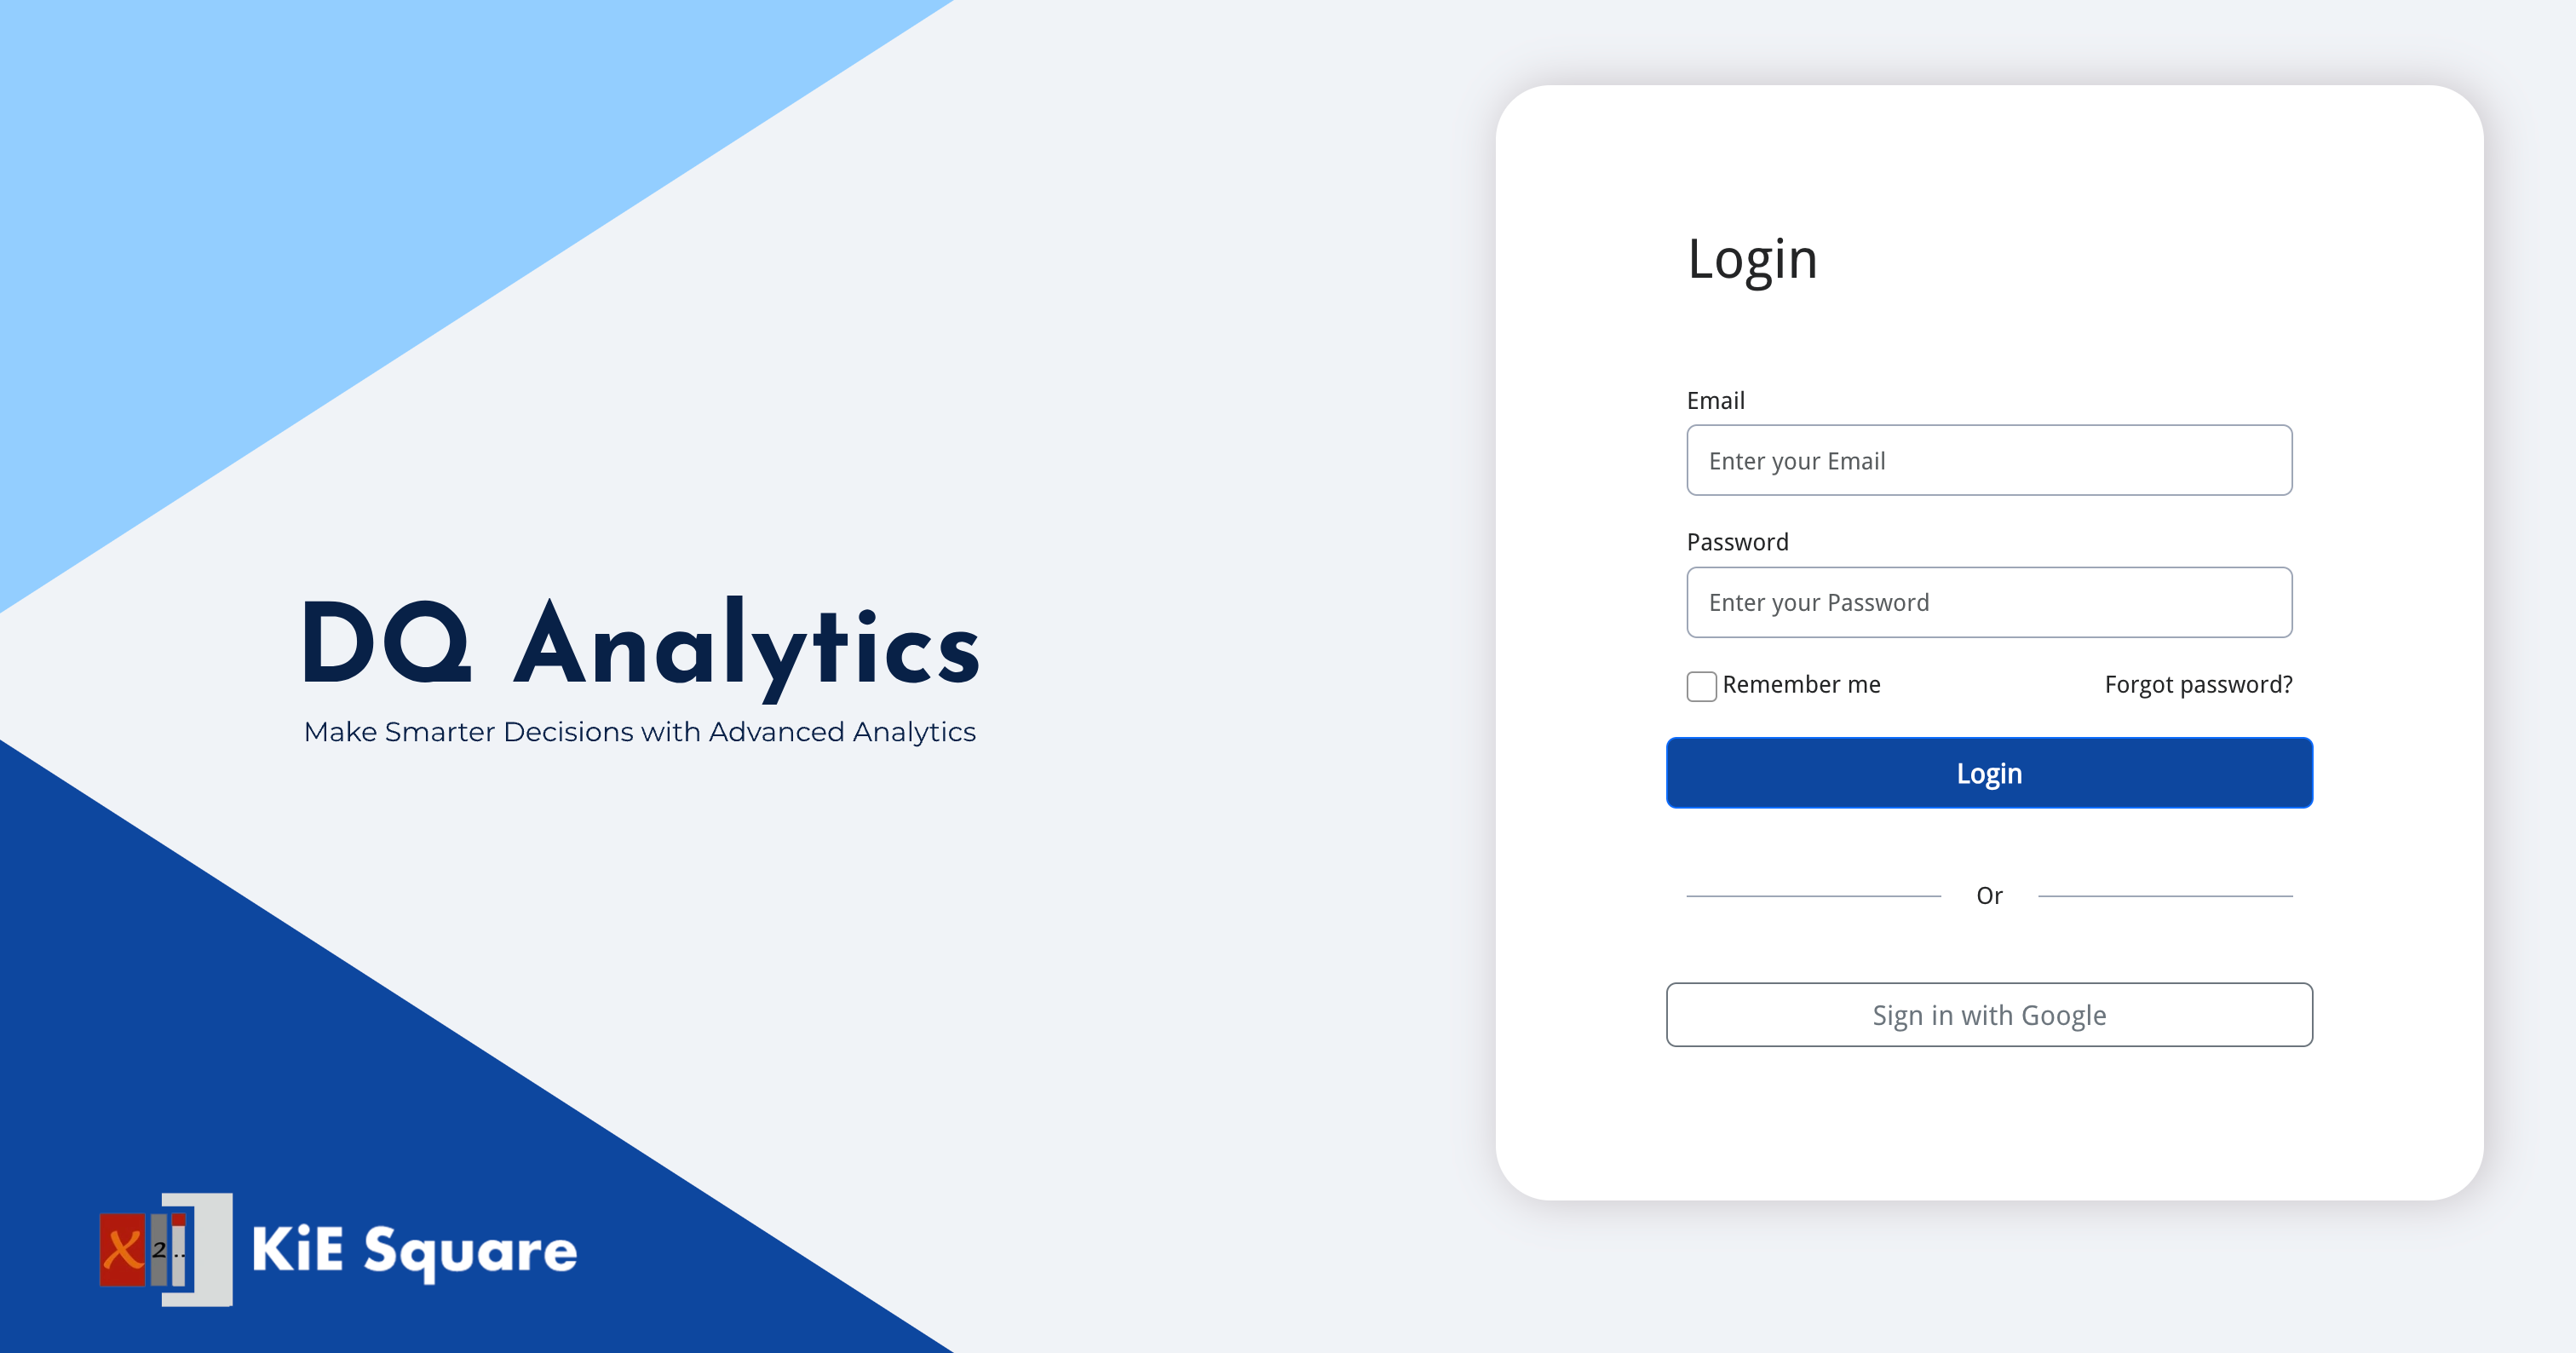 DQ Analytics
Make Smarter Decisions with Advanced Analytics
X 2 ..
KiE Square
Login
Email
Enter your Email
Password
Enter your Password
Remember me
Forgot password?
Login
Or
Sign in with Google